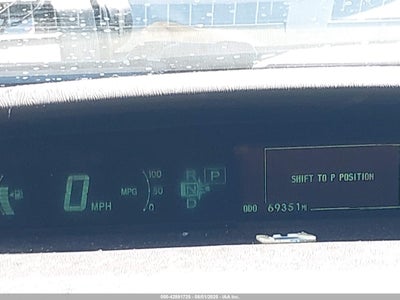 0 MPH
MPG
100
50
0
R
P
N
D
SHIFT TO P POSITION
ODO 69351MI